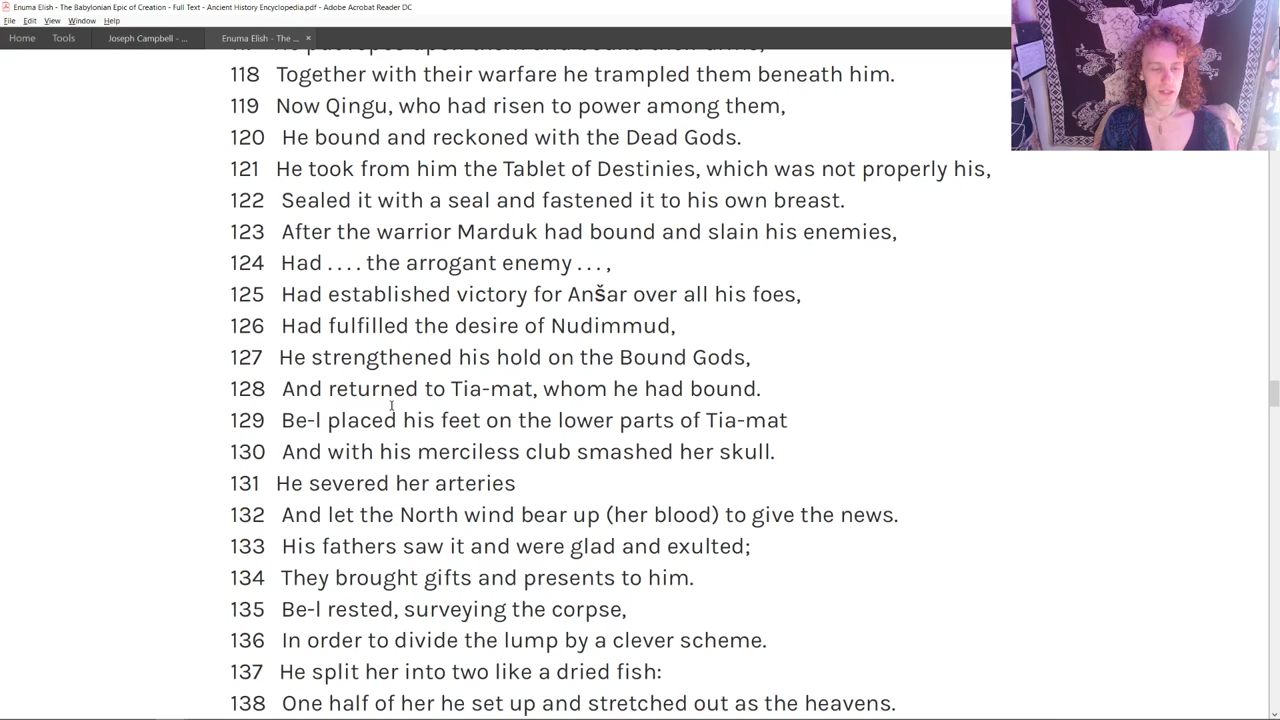 Enuma Elish - The Babylonian Epic of Creation - Full Text - Ancient History Encyclopedia.pdf - Adobe Acrobat Reader DC
File Edit View Window Help
Home Tools Joseph Campbell - ... Enuma Elish - The ... ×
118 Together with their warfare he trampled them beneath him.
119 Now Qingu, who had risen to power among them,
120 He bound and reckoned with the Dead Gods.
121 He took from him the Tablet of Destinies, which was not properly his,
122 Sealed it with a seal and fastened it to his own breast.
123 After the warrior Marduk had bound and slain his enemies,
124 Had . . . . the arrogant enemy . . . ,
125 Had established victory for Anšar over all his foes,
126 Had fulfilled the desire of Nudimmud,
127 He strengthened his hold on the Bound Gods,
128 And returned to Tia-mat, whom he had bound.
129 Be-l placed his feet on the lower parts of Tia-mat
130 And with his merciless club smashed her skull.
131 He severed her arteries
132 And let the North wind bear up (her blood) to give the news.
133 His fathers saw it and were glad and exulted;
134 They brought gifts and presents to him.
135 Be-l rested, surveying the corpse,
136 In order to divide the lump by a clever scheme.
137 He split her into two like a dried fish:
138 One half of her he set up and stretched out as the heavens.